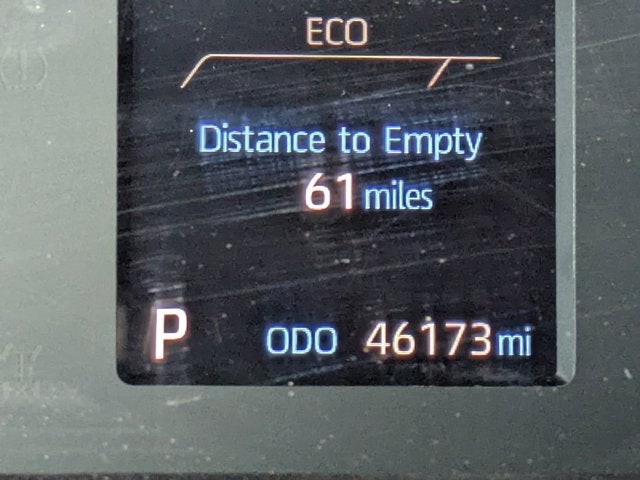 ECO
Distance to Empty
61 miles
P ODO 46173 mi